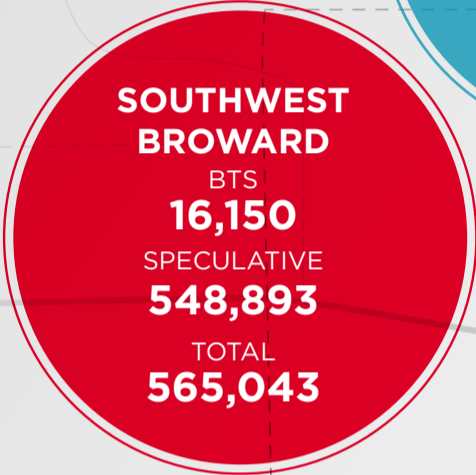 SOUTHWEST
BROWARD
BTS
16,150
SPECULATIVE
548,893
TOTAL
565,043